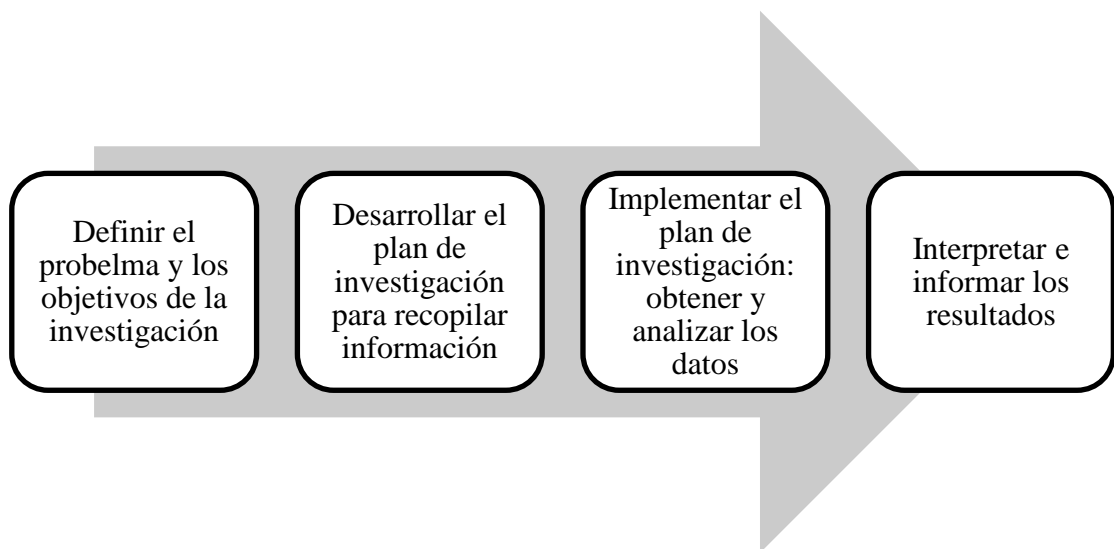 Definir el
probelma y los
objetivos de la
investigación
Desarrollar el
plan de
investigación
para recopilar
información
Implementar el
plan de
investigación:
obtener y
analizar los
datos
Interpretar e
informar los
resultados